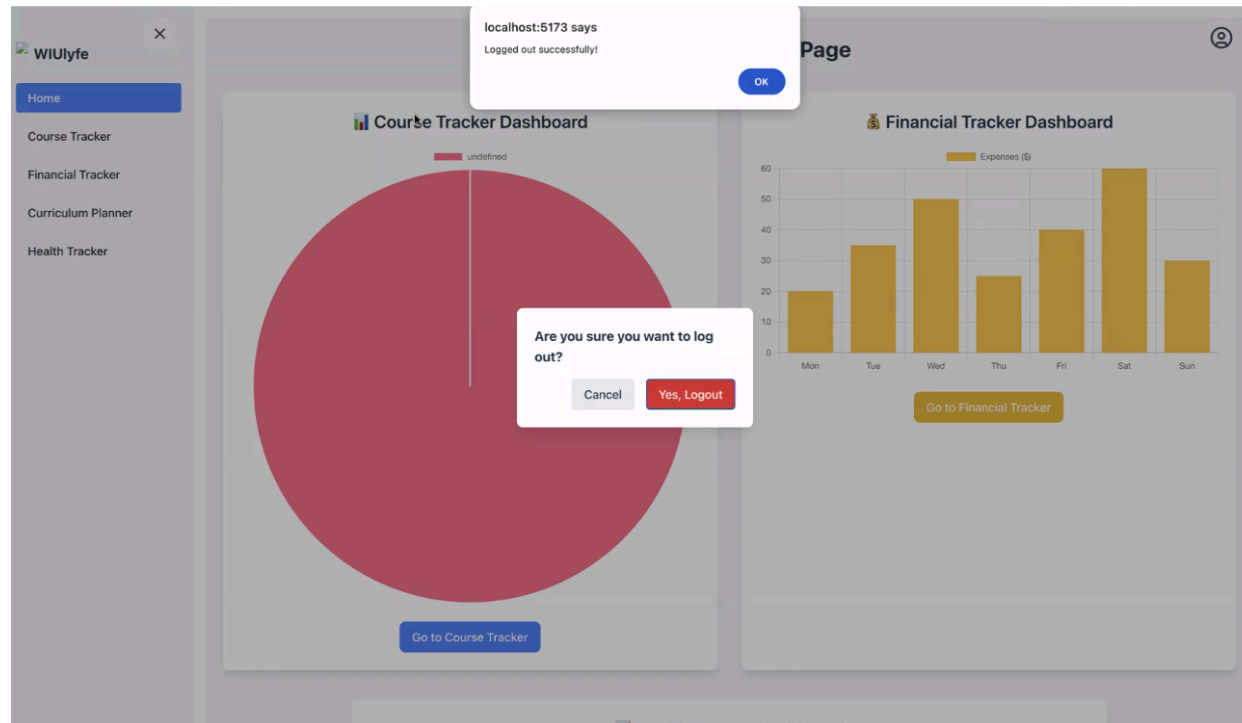 localhost:5173 says
Logged out successfully!
OK
WIUlyfe
Page
Home
Course Tracker
Financial Tracker
Curriculum Planner
Health Tracker
📊 Course Tracker Dashboard
undefined
Go to Course Tracker
💰 Financial Tracker Dashboard
Expenses ($)
60
50
40
30
20
10
0
Mon Tue Wed Thu Fri Sat Sun
Go to Financial Tracker
Are you sure you want to log
out?
Cancel
Yes, Logout